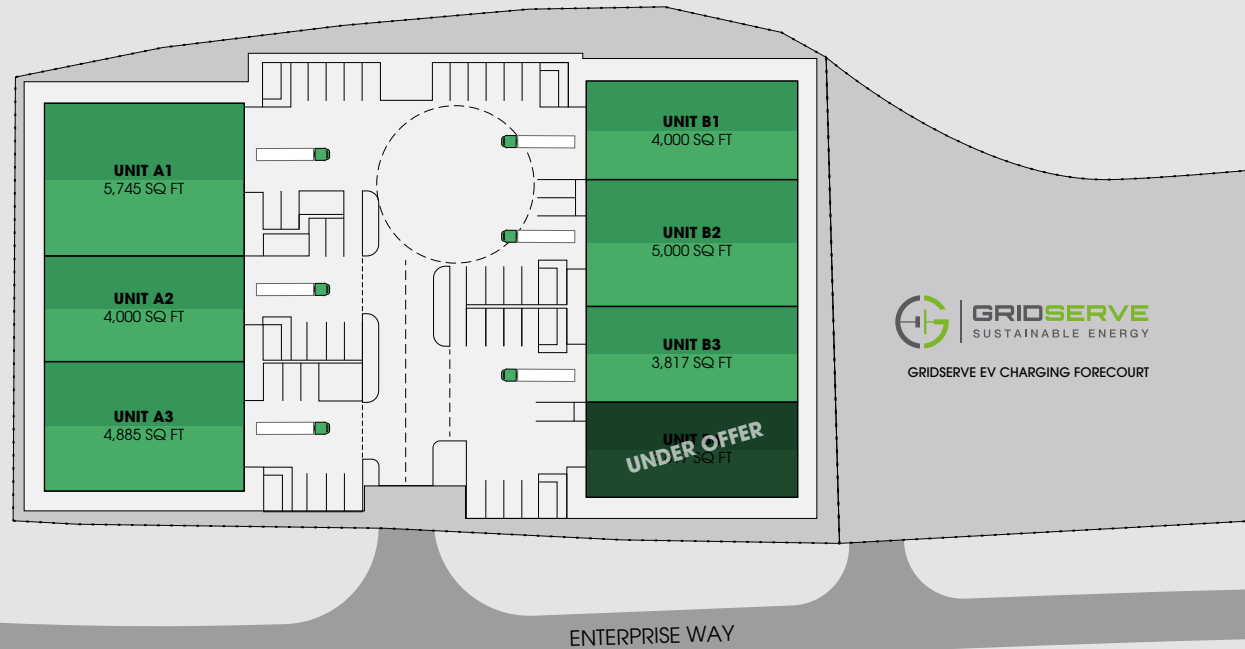 UNIT A1
5,745 SQ FT
UNIT A2
4,000 SQ FT
UNIT A3
4,885 SQ FT
UNIT B1
4,000 SQ FT
UNIT B2
5,000 SQ FT
UNIT B3
3,817 SQ FT
UNIT
SQ FT
UNDER OFFER
GRIDSERVE
SUSTAINABLE ENERGY
GRIDSERVE EV CHARGING FORECOURT
ENTERPRISE WAY